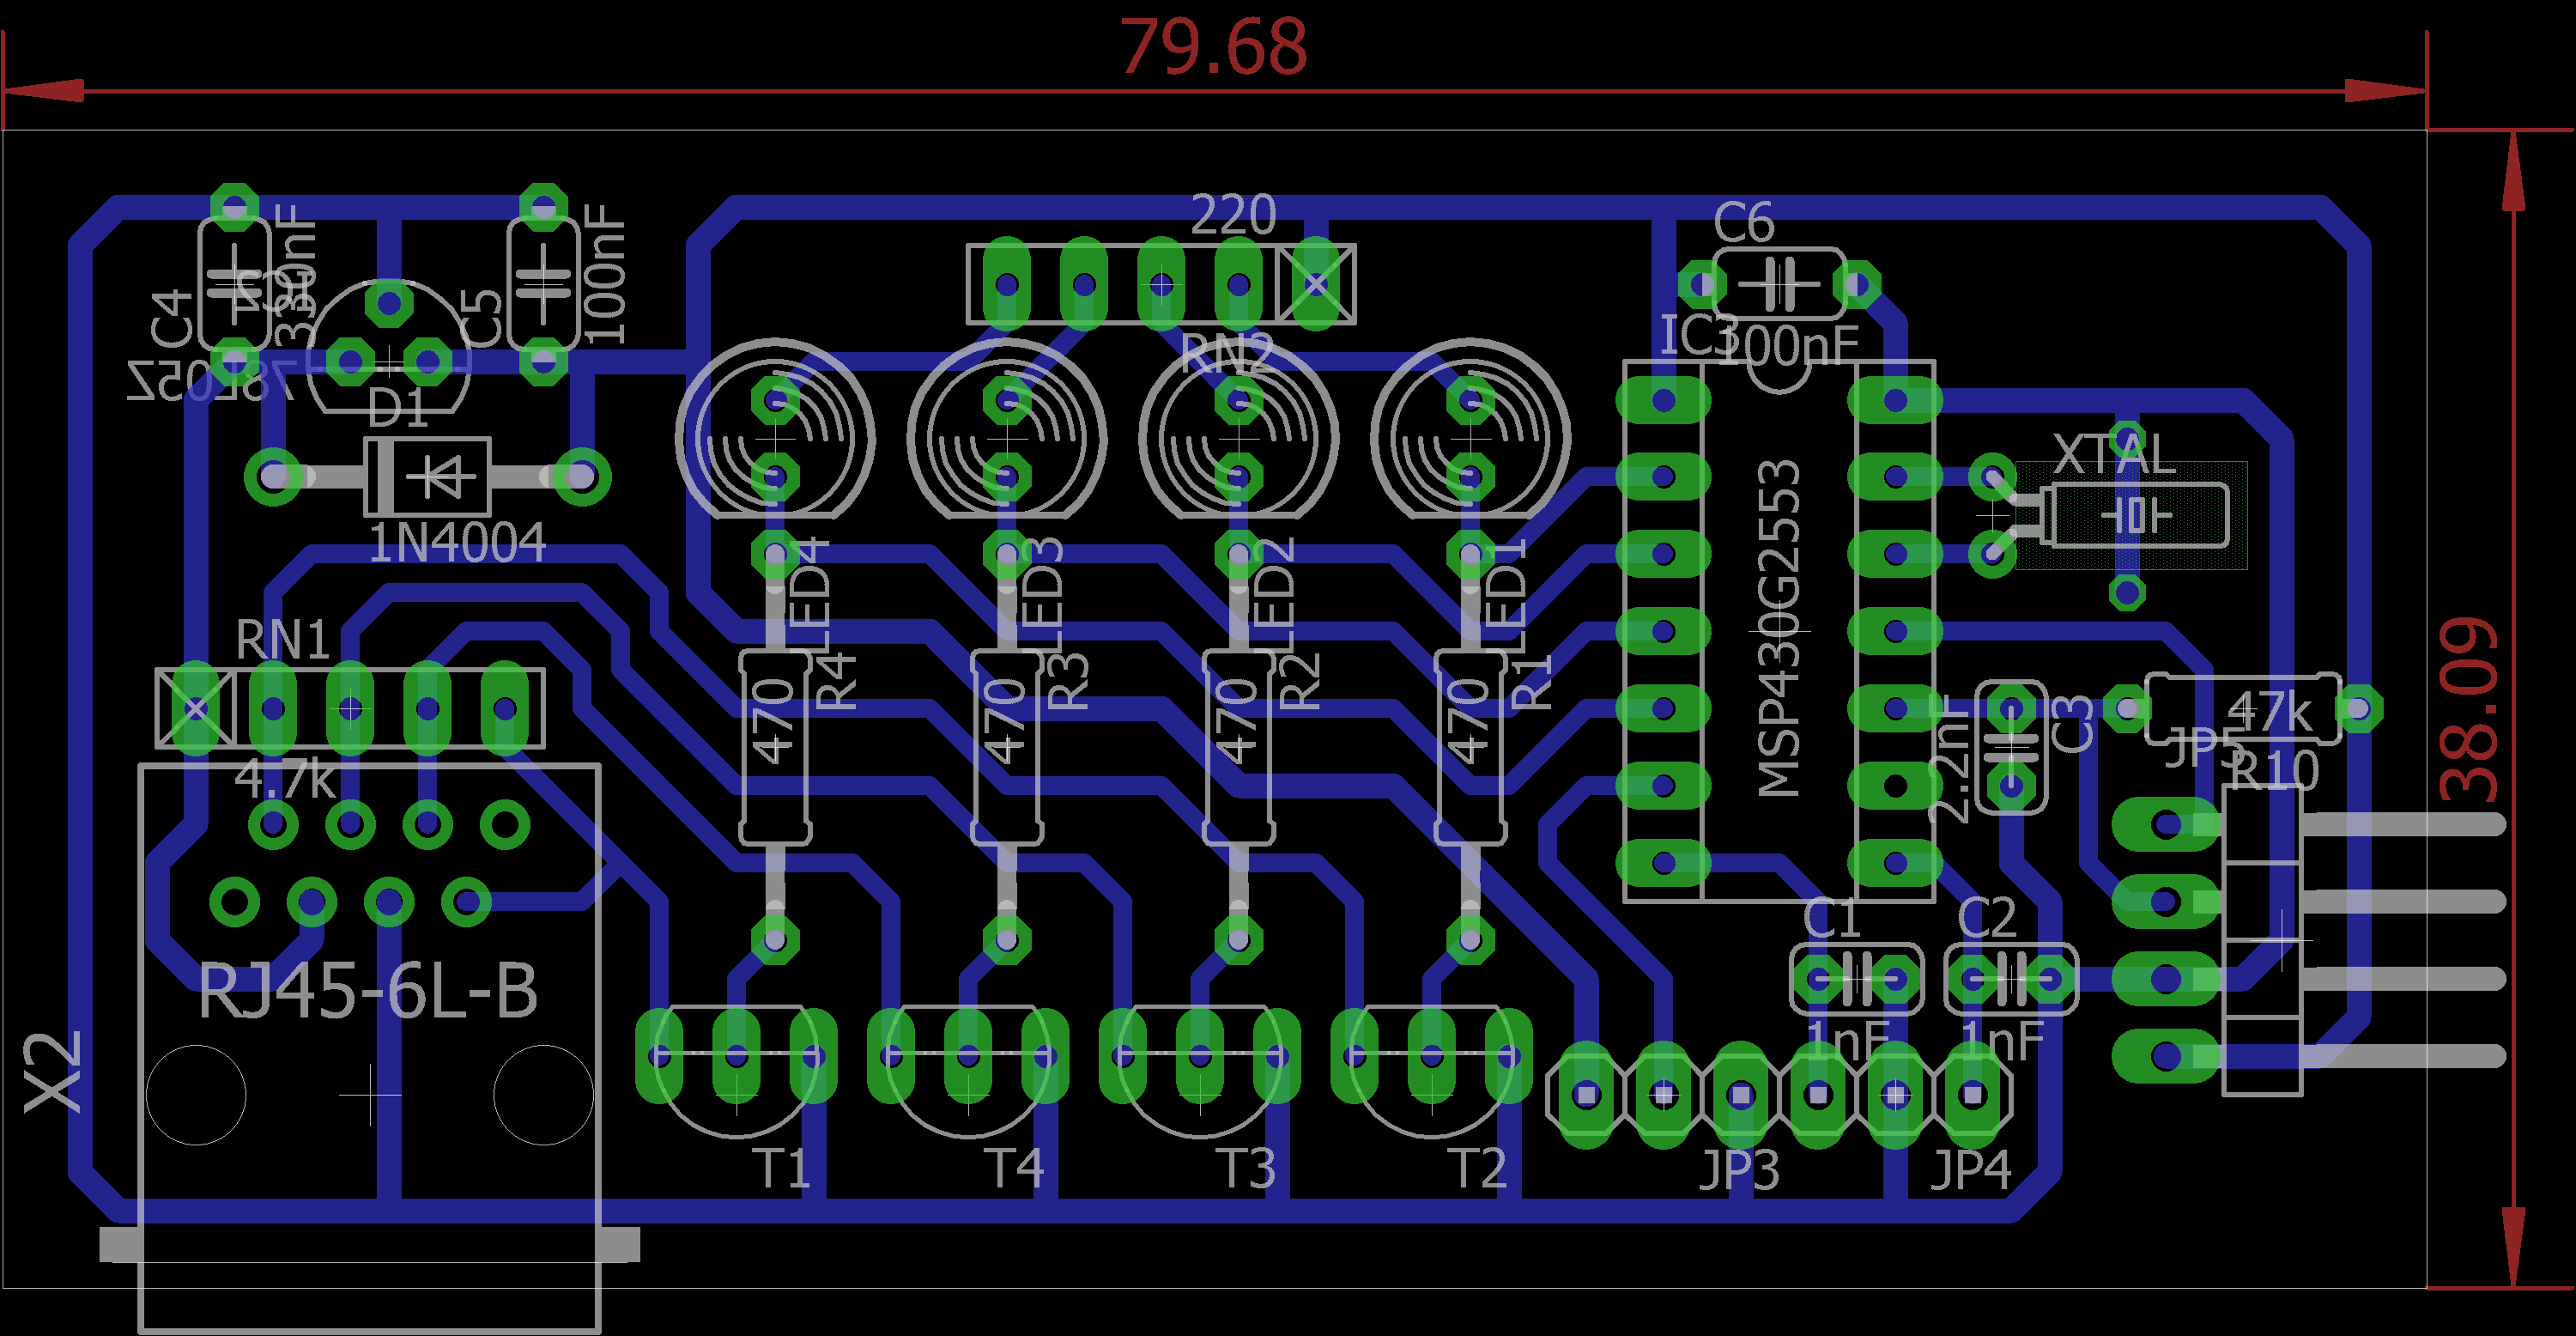 79.68
220
C6
330nF
100nF
C4
C5
IC3
100nF
RN2
78L05Z
D1
XTAL
1N4004
MSP430G2553
LED4
LED3
LED2
LED1
38.09
RN1
R4
R3
R2
R1
470
470
470
470
2.2nF
C3
47k
JP5
R10
4.7k
C1
C2
RJ45-6L-B
X2
1nF
1nF
T1
T4
T3
T2
JP3
JP4